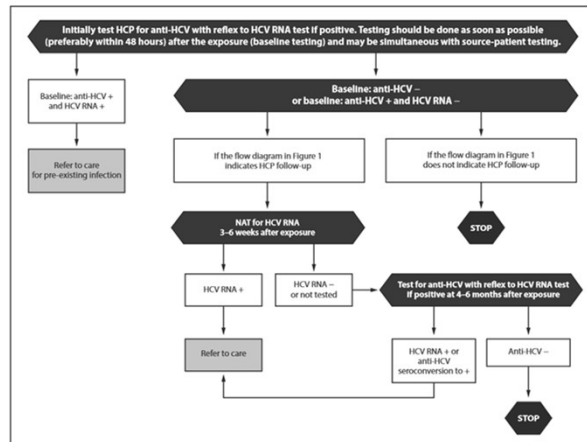 Initially test HCP for anti-HCV with reflex to HCV RNA test if positive. Testing should be done as soon as possible
(preferably within 48 hours) after the exposure (baseline testing) and may be simultaneous with source-patient testing.
Baseline: anti-HCV +
and HCV RNA +
Baseline: anti-HCV –
or baseline: anti-HCV + and HCV RNA –
Refer to care
for pre-existing infection
If the flow diagram in Figure 1
indicates HCP follow-up
If the flow diagram in Figure 1
does not indicate HCP follow-up
NAT for HCV RNA
3–6 weeks after exposure
STOP
HCV RNA +
HCV RNA –
or not tested
Test for anti-HCV with reflex to HCV RNA test
if positive at 4–6 months after exposure
Refer to care
HCV RNA + or
anti-HCV
seroconversion to +
Anti-HCV –
STOP